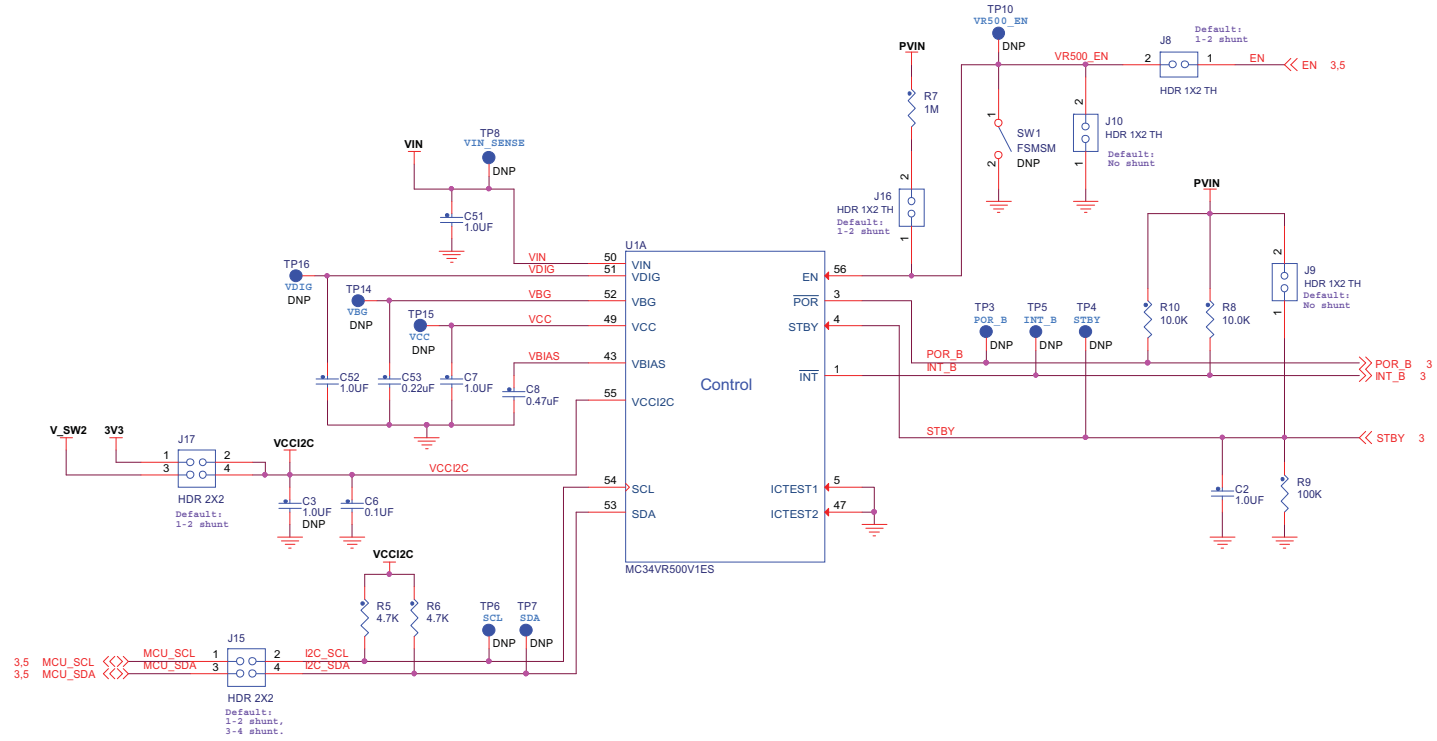 TP10
VR500_EN
DNP
Default:
1-2 shunt
J8
PVIN
VR500_EN
2
1
EN
EN 3,5
HDR 1X2 TH
R7
1M
1
2
SW1
FSMSM
DNP
2
1
J10
HDR 1X2 TH
Default:
No shunt
VIN
TP8
VIN_SENSE
DNP
C51
1.0UF
2
J16
HDR 1X2 TH
Default:
1-2 shunt
1
PVIN
2
J9
HDR 1X2 TH
Default:
No shunt
1
U1A
VIN
50
VIN
TP16
VDIG
DNP
VDIG
51
VDIG
TP14
VBG
DNP
VBG
52
VBG
TP15
VCC
DNP
VCC
49
VCC
VBIAS
43
VBIAS
55
VCCI2C
C52
1.0UF
C53
0.22uF
C7
1.0UF
C8
0.47uF
Control
EN
56
POR
3
STBY
4
INT
1
TP3
POR_B
DNP
TP5
INT_B
DNP
TP4
STBY
DNP
R10
10.0K
R8
10.0K
POR_B
INT_B
POR_B 3
INT_B 3
STBY
STBY 3
V_SW2
3V3
J17
1
2
3
4
HDR 2X2
Default:
1-2 shunt
VCCI2C
VCCI2C
C3
1.0UF
DNP
C6
0.1UF
54
SCL
53
SDA
ICTEST1
5
ICTEST2
47
C2
1.0UF
R9
100K
MC34VR500V1ES
VCCI2C
R5
4.7K
R6
4.7K
TP6
SCL
DNP
TP7
SDA
DNP
J15
3,5 MCU_SCL
MCU_SCL
1
2
I2C_SCL
3,5 MCU_SDA
MCU_SDA
3
4
I2C_SDA
HDR 2X2
Default:
1-2 shunt,
3-4 shunt.